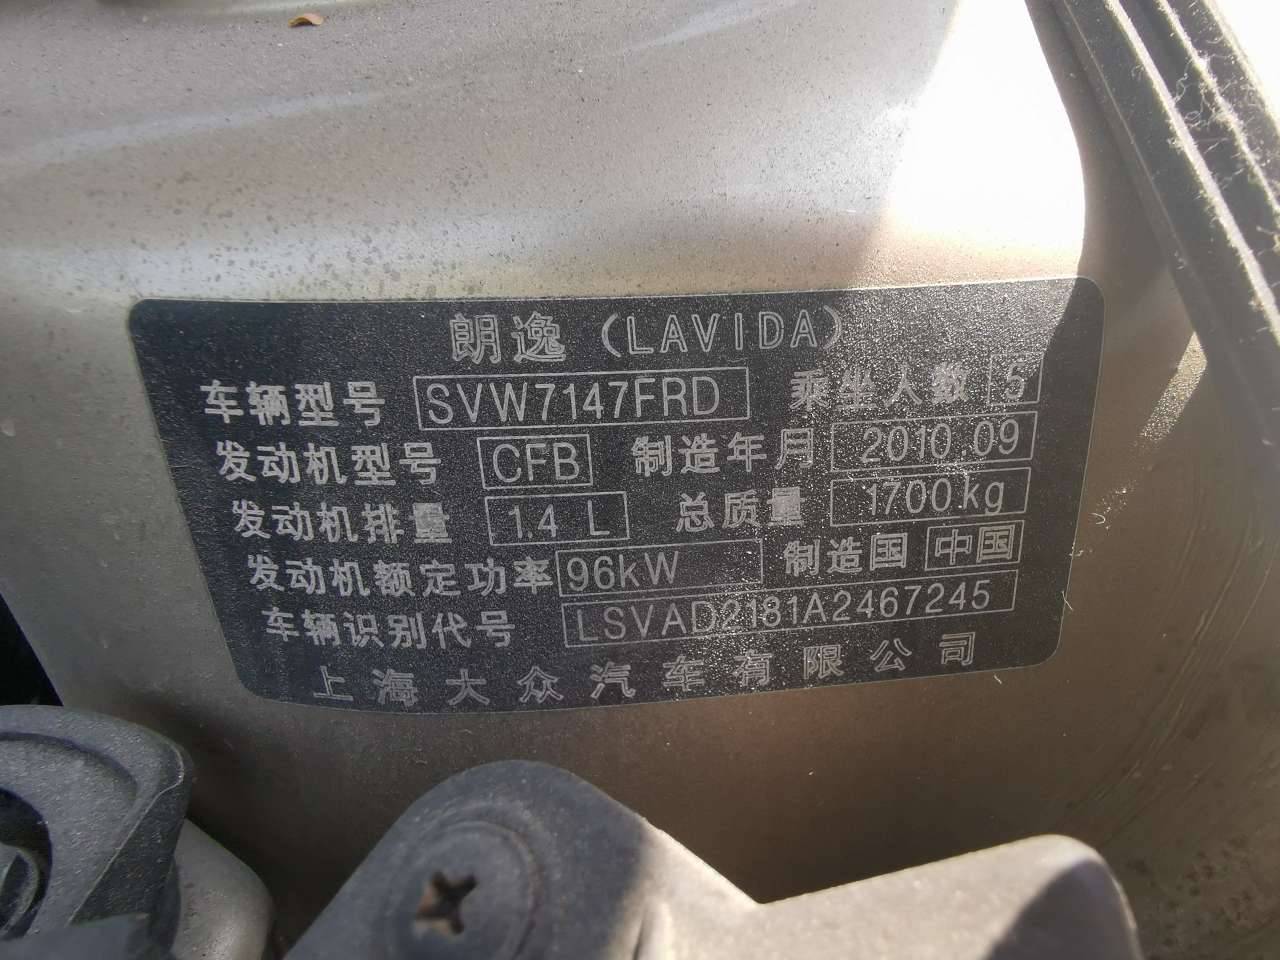 朗逸（LAVIDA）
车辆型号 SVW7147FRD 乘坐人数 5
发动机型号 CFB 制造年月 2010.09
发动机排量 1.4 L 总质量 1700kg
发动机额定功率 96kW 制造国 中国
车辆识别代号 LSVAD2181A2467245
上海大众汽车有限公司